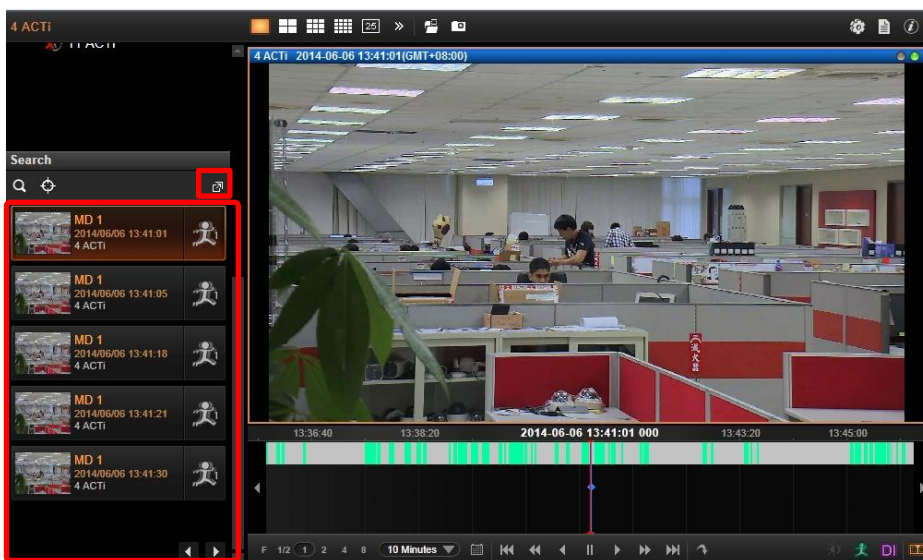 4 ACTi
25
4 ACTi 2014-06-06 13:41:01(GMT+08:00)
Search
MD 1
2014/06/06 13:41:01
4 ACTi
MD 1
2014/06/06 13:41:05
4 ACTi
MD 1
2014/06/06 13:41:18
4 ACTi
MD 1
2014/06/06 13:41:21
4 ACTi
MD 1
2014/06/06 13:41:30
4 ACTi
滅火器
13:36:40 13:38:20 2014-06-06 13:41:01 000 13:43:20 13:45:00
F 1/2 1 2 4 8 10 Minutes
DI